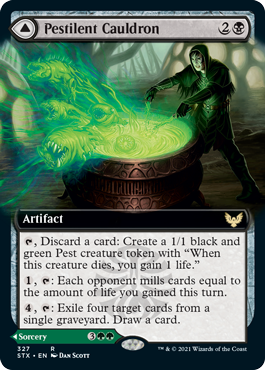 Pestilent Cauldron 2
Artifact
, Discard a card: Create a 1/1 black and
green Pest creature token with “When
this creature dies, you gain 1 life.”
1, : Each opponent mills cards equal
to the amount of life you gained this turn.
4, : Exile four target cards from a
single graveyard. Draw a card.
Sorcery 3
327 R
STX • EN DAN SCOTT ™ & © 2021 Wizards of the Coast